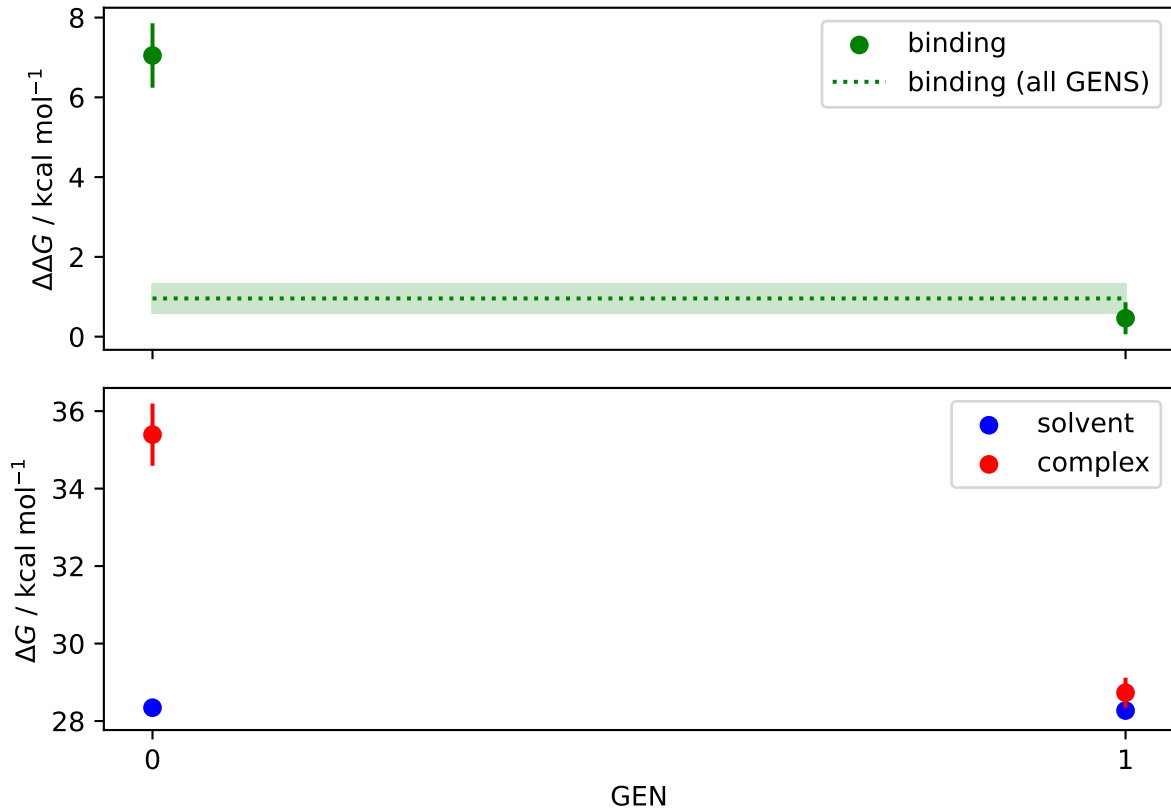 8
6
4
2
0
ΔΔG / kcal mol⁻¹
binding
binding (all GENS)
36
34
32
30
28
ΔG / kcal mol⁻¹
solvent
complex
0
1
GEN